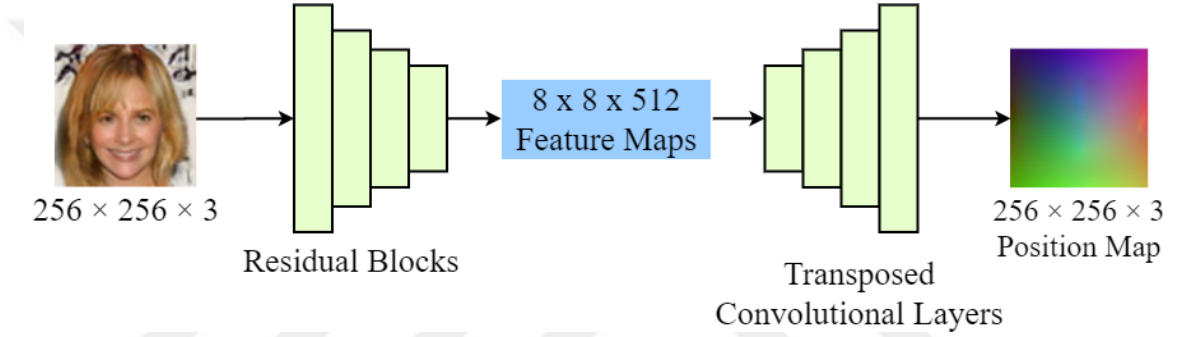 256 × 256 × 3
Residual Blocks
8 x 8 x 512
Feature Maps
Transposed
Convolutional Layers
256 × 256 × 3
Position Map